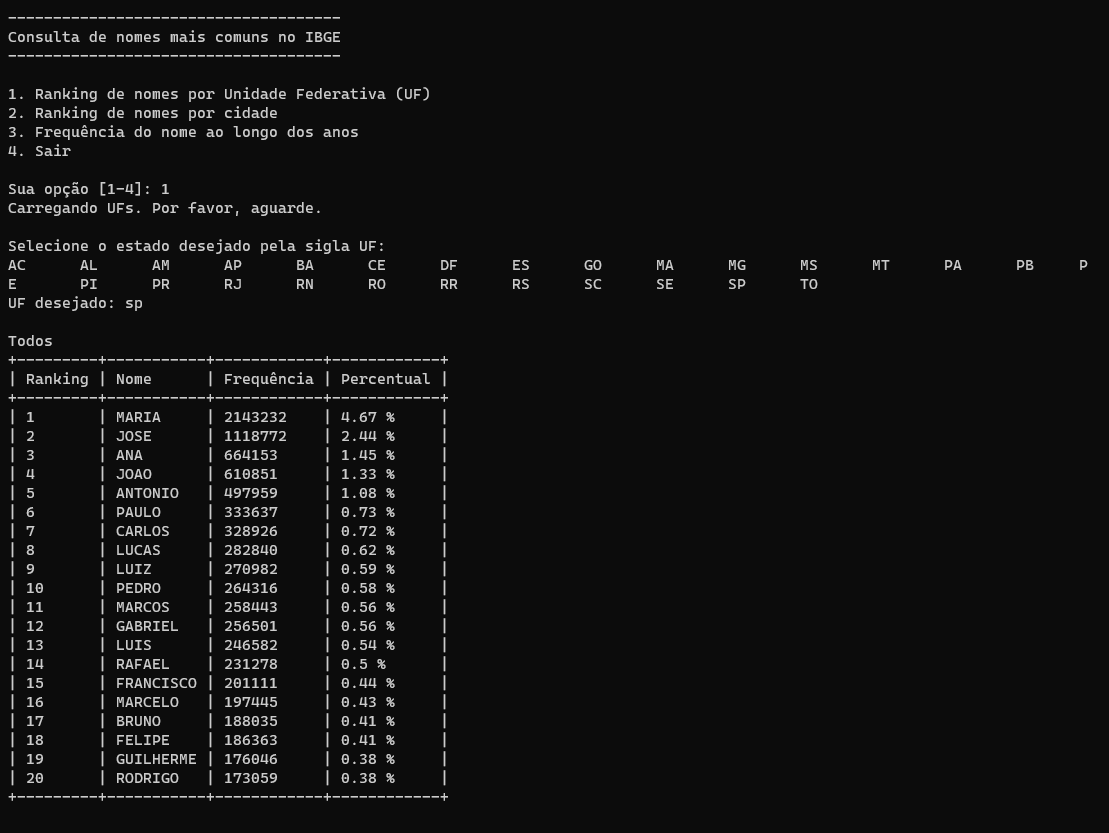 -------------------------------------
Consulta de nomes mais comuns no IBGE
-------------------------------------
1. Ranking de nomes por Unidade Federativa (UF)
2. Ranking de nomes por cidade
3. Frequência do nome ao longo dos anos
4. Sair
Sua opção [1-4]: 1
Carregando UFs. Por favor, aguarde.
Selecione o estado desejado pela sigla UF:
AC      AL      AM      AP      BA      CE      DF      ES      GO      MA      MG      MS      MT      PA      PB      P
E       PI      PR      RJ      RN      RO      RR      RS      SC      SE      SP      TO
UF desejado: sp
Todos
+---------+-----------+------------+------------+
| Ranking | Nome      | Frequência | Percentual |
+---------+-----------+------------+------------+
| 1       | MARIA     | 2143232    | 4.67 %     |
| 2       | JOSE      | 1118772    | 2.44 %     |
| 3       | ANA       | 664153     | 1.45 %     |
| 4       | JOAO      | 610851     | 1.33 %     |
| 5       | ANTONIO   | 497959     | 1.08 %     |
| 6       | PAULO     | 333637     | 0.73 %     |
| 7       | CARLOS    | 328926     | 0.72 %     |
| 8       | LUCAS     | 282840     | 0.62 %     |
| 9       | LUIZ      | 270982     | 0.59 %     |
| 10      | PEDRO     | 264316     | 0.58 %     |
| 11      | MARCOS    | 258443     | 0.56 %     |
| 12      | GABRIEL   | 256501     | 0.56 %     |
| 13      | LUIS      | 246582     | 0.54 %     |
| 14      | RAFAEL    | 231278     | 0.5 %      |
| 15      | FRANCISCO | 201111     | 0.44 %     |
| 16      | MARCELO   | 197445     | 0.43 %     |
| 17      | BRUNO     | 188035     | 0.41 %     |
| 18      | FELIPE    | 186363     | 0.41 %     |
| 19      | GUILHERME | 176046     | 0.38 %     |
| 20      | RODRIGO   | 173059     | 0.38 %     |
+---------+-----------+------------+------------+